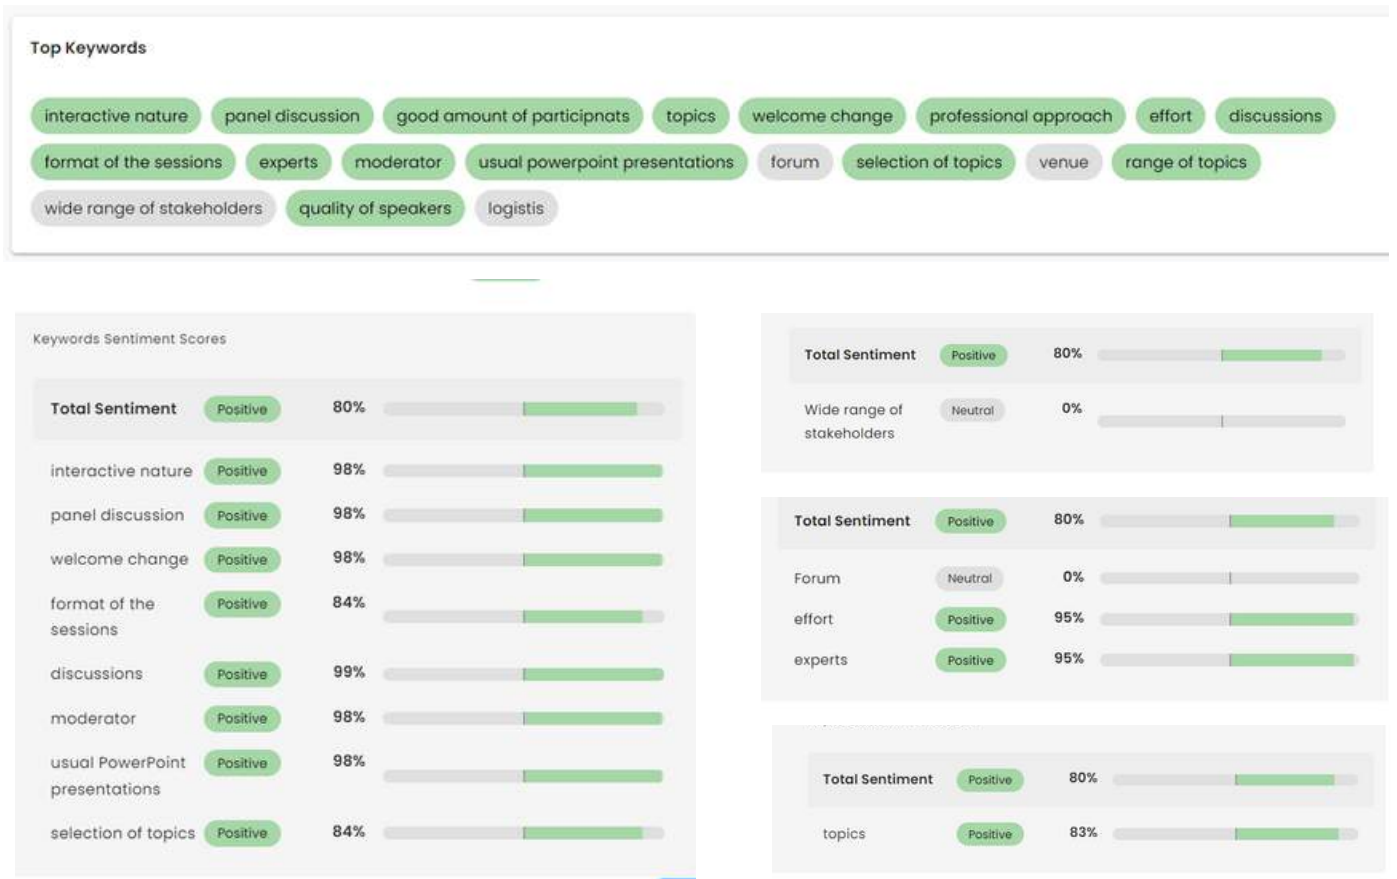 Top Keywords
interactive nature panel discussion good amount of participnats topics welcome change professional approach effort discussions
format of the sessions experts moderator usual powerpoint presentations forum selection of topics venue range of topics
wide range of stakeholders quality of speakers logistis
Keywords Sentiment Scores
Total Sentiment Positive 80%
interactive nature Positive 98%
panel discussion Positive 98%
welcome change Positive 98%
format of the Positive 84%
sessions
discussions Positive 99%
moderator Positive 98%
usual PowerPoint Positive 98%
presentations
selection of topics Positive 84%
Total Sentiment Positive 80%
Wide range of Neutral 0%
stakeholders
Total Sentiment Positive 80%
Forum Neutral 0%
effort Positive 95%
experts Positive 95%
Total Sentiment Positive 80%
topics Positive 83%